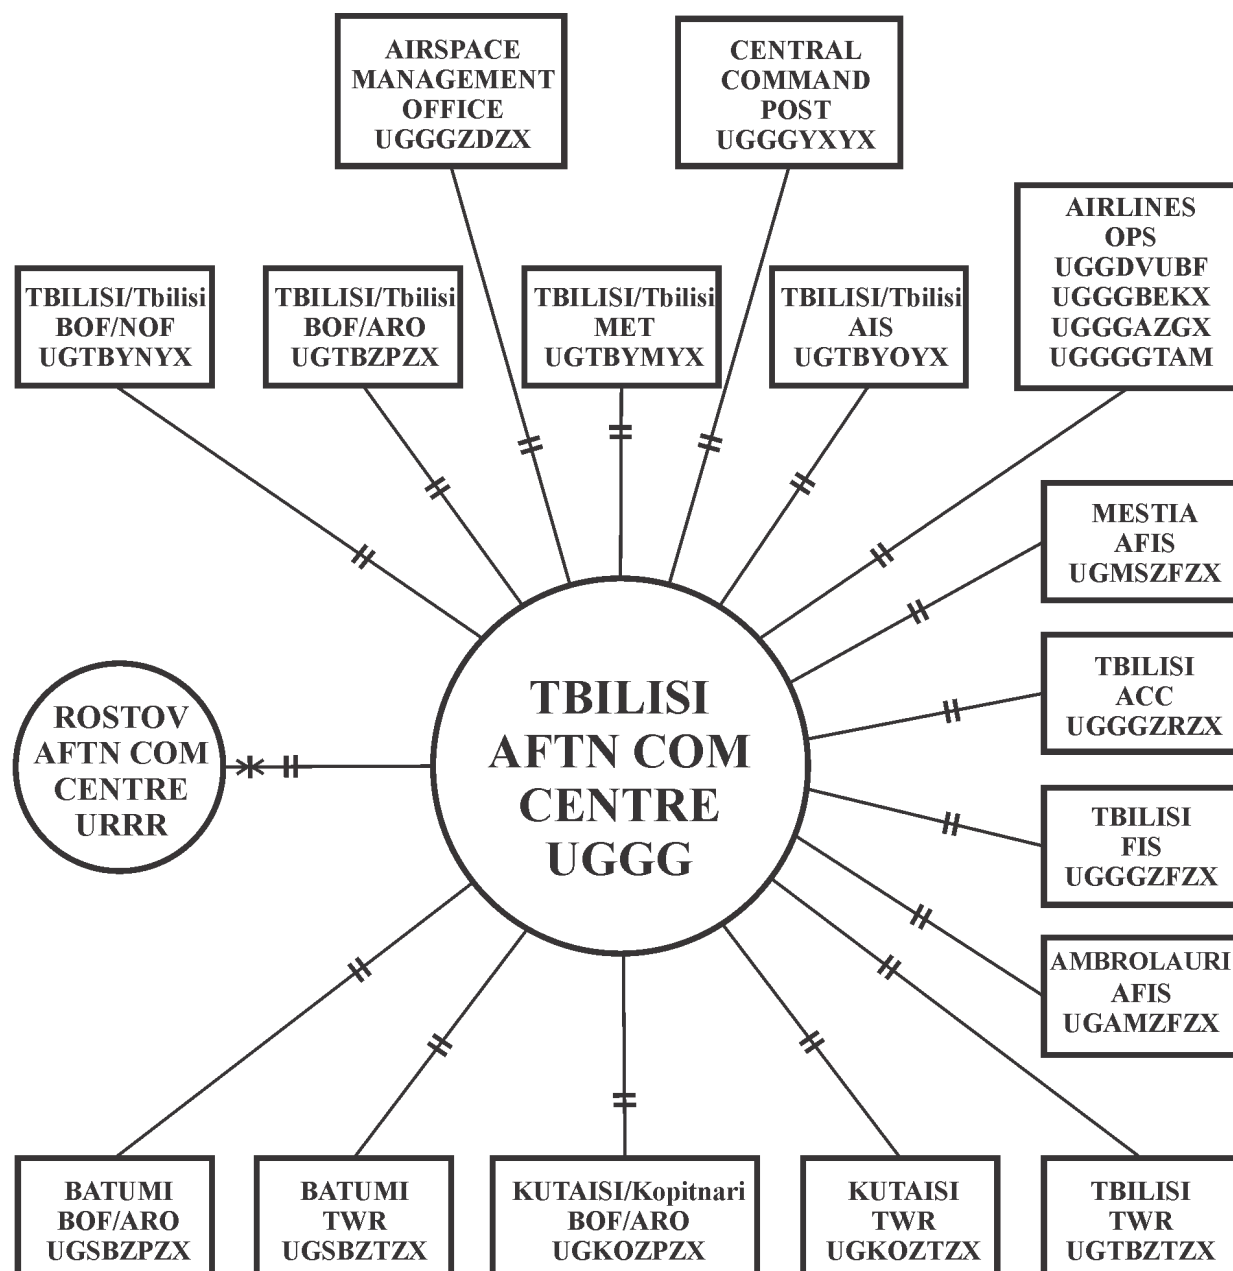 AIRSPACE
MANAGEMENT
OFFICE
UGGGZDZX
CENTRAL
COMMAND
POST
UGGGYXYX
AIRLINES
OPS
UGGDVUBF
UGGGBEKX
UGGGAZGX
UGGGGTAM
TBILISI/Tbilisi
BOF/NOF
UGTBYNYX
TBILISI/Tbilisi
BOF/ARO
UGTBZPZX
TBILISI/Tbilisi
MET
UGTBYMYX
TBILISI/Tbilisi
AIS
UGTBYOYX
MESTIA
AFIS
UGMSZFZX
TBILISI
ACC
UGGGZRZX
ROSTOV
AFTN COM
CENTRE
URRR
TBILISI
AFTN COM
CENTRE
UGGG
TBILISI
FIS
UGGGZFZX
AMBROLAURI
AFIS
UGAMZFZX
BATUMI
BOF/ARO
UGSBZPZX
BATUMI
TWR
UGSBZTZX
KUTAISI/Kopitnari
BOF/ARO
UGKOZPZX
KUTAISI
TWR
UGKOZTZX
TBILISI
TWR
UGTBZTZX